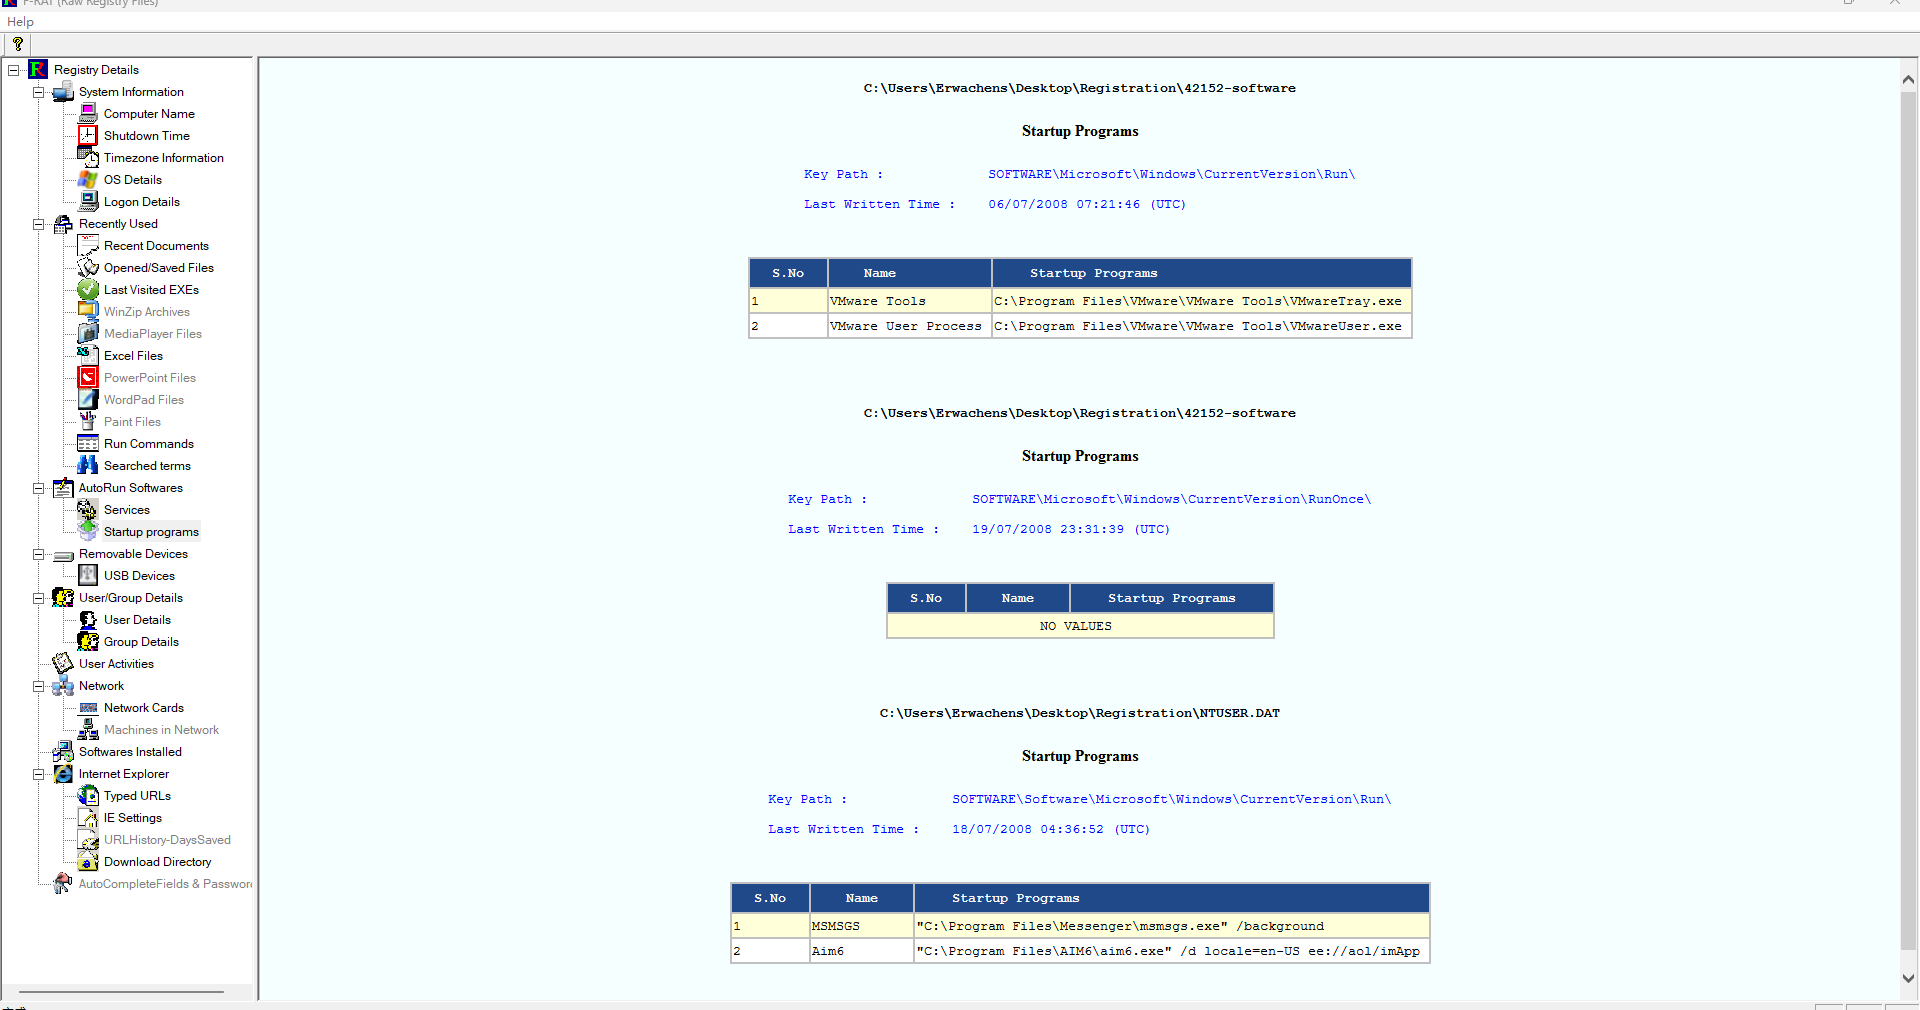 F-RAT (Raw Registry Files)
Help
Registry Details
System Information
Computer Name
Shutdown Time
Timezone Information
OS Details
Logon Details
Recently Used
Recent Documents
Opened/Saved Files
Last Visited EXEs
WinZip Archives
MediaPlayer Files
Excel Files
PowerPoint Files
WordPad Files
Paint Files
Run Commands
Searched terms
AutoRun Softwares
Services
Startup programs
Removable Devices
USB Devices
User/Group Details
User Details
Group Details
User Activities
Network
Network Cards
Machines in Network
Softwares Installed
Internet Explorer
Typed URLs
IE Settings
URLHistory-DaysSaved
Download Directory
AutoCompleteFields & Passwor
C:\Users\Erwachens\Desktop\Registration\42152-software
Startup Programs
Key Path : SOFTWARE\Microsoft\Windows\CurrentVersion\Run\
Last Written Time : 06/07/2008 07:21:46 (UTC)
S.No Name Startup Programs
1 VMware Tools C:\Program Files\VMware\VMware Tools\VMwareTray.exe
2 VMware User Process C:\Program Files\VMware\VMware Tools\VMwareUser.exe
C:\Users\Erwachens\Desktop\Registration\42152-software
Startup Programs
Key Path : SOFTWARE\Microsoft\Windows\CurrentVersion\RunOnce\
Last Written Time : 19/07/2008 23:31:39 (UTC)
S.No Name Startup Programs
NO VALUES
C:\Users\Erwachens\Desktop\Registration\NTUSER.DAT
Startup Programs
Key Path : SOFTWARE\Software\Microsoft\Windows\CurrentVersion\Run\
Last Written Time : 18/07/2008 04:36:52 (UTC)
S.No Name Startup Programs
1 MSMSGS "C:\Program Files\Messenger\msmsgs.exe" /background
2 Aim6 "C:\Program Files\AIM6\aim6.exe" /d locale=en-US ee://aol/imApp